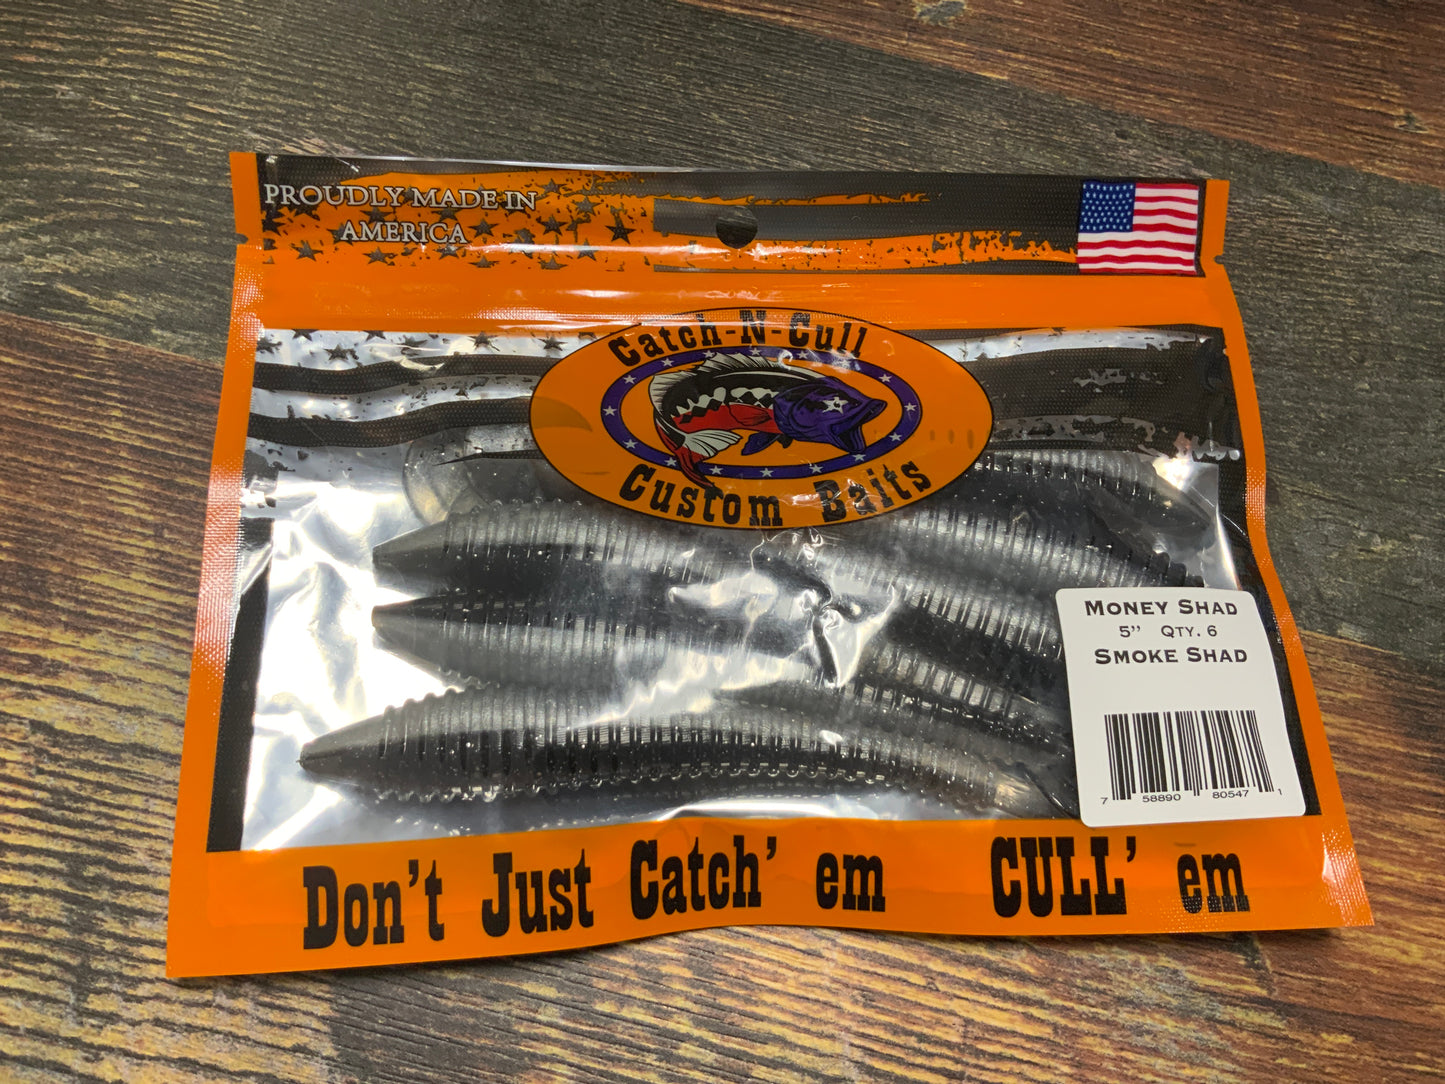 PROUDLY MADE IN
AMERICA
Catch-N-Cull
Custom Baits
MONEY SHAD
5” QTY. 6
SMOKE SHAD
7 58890 80547 1
Don't Just Catch' em CULL' em